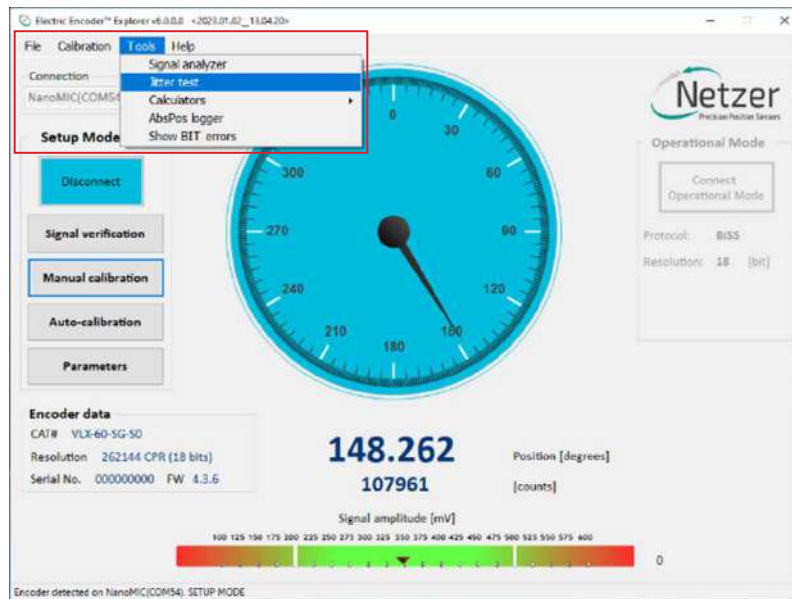 Electric Encoder™ Explorer v6.0.0.0 <2023.01.02_13.04.20>
File Calibration Tools Help
Signal analyzer
Jitter test
Calculators
AbsPos logger
Show BIT errors
Connection
NanoMIC(COM54
Setup Mode
Disconnect
Signal verification
Manual calibration
Auto-calibration
Parameters
0
30
60
90
120
150
180
210
240
270
300
Netzer
Precision Position Sensors
Operational Mode
Connect
Operational Mode
Protocol: BiSS
Resolution: 18 [bit]
Encoder data
CAT# VLX-60-SG-S0
Resolution 262144 CPR (18 bits)
Serial No. 000000000 FW 4.3.6
148.262 Position [degrees]
107961 [counts]
Signal amplitude [mV]
100 125 150 175 200 225 250 275 300 325 350 375 400 425 450 475 500 525 550 575 600
0
Encoder detected on NanoMIC(COM54). SETUP MODE